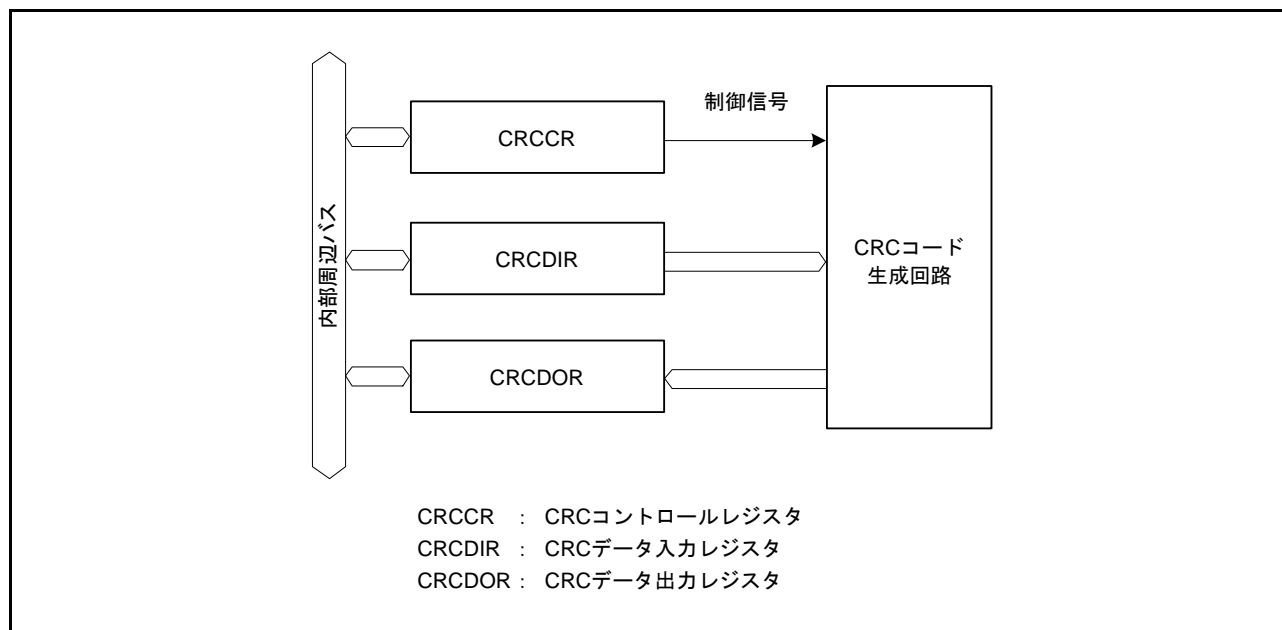 制御信号
CRCCR
内部周辺バス
CRCDIR
CRCコード
生成回路
CRCDOR
CRCCR : CRCコントロールレジスタ
CRCDIR : CRCデータ入力レジスタ
CRCDOR : CRCデータ出力レジスタ